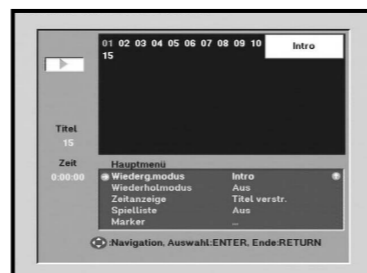 01 02 03 04 05 06 07 08 09 10
15
Intro
Titel
15
Zeit
0:00:00
Hauptmenü
Wiederg.modus Intro
Wiederholmodus Aus
Zeitanzeige Titel verstr.
Spielliste Aus
Marker ...
:Navigation, Auswahl:ENTER, Ende:RETURN